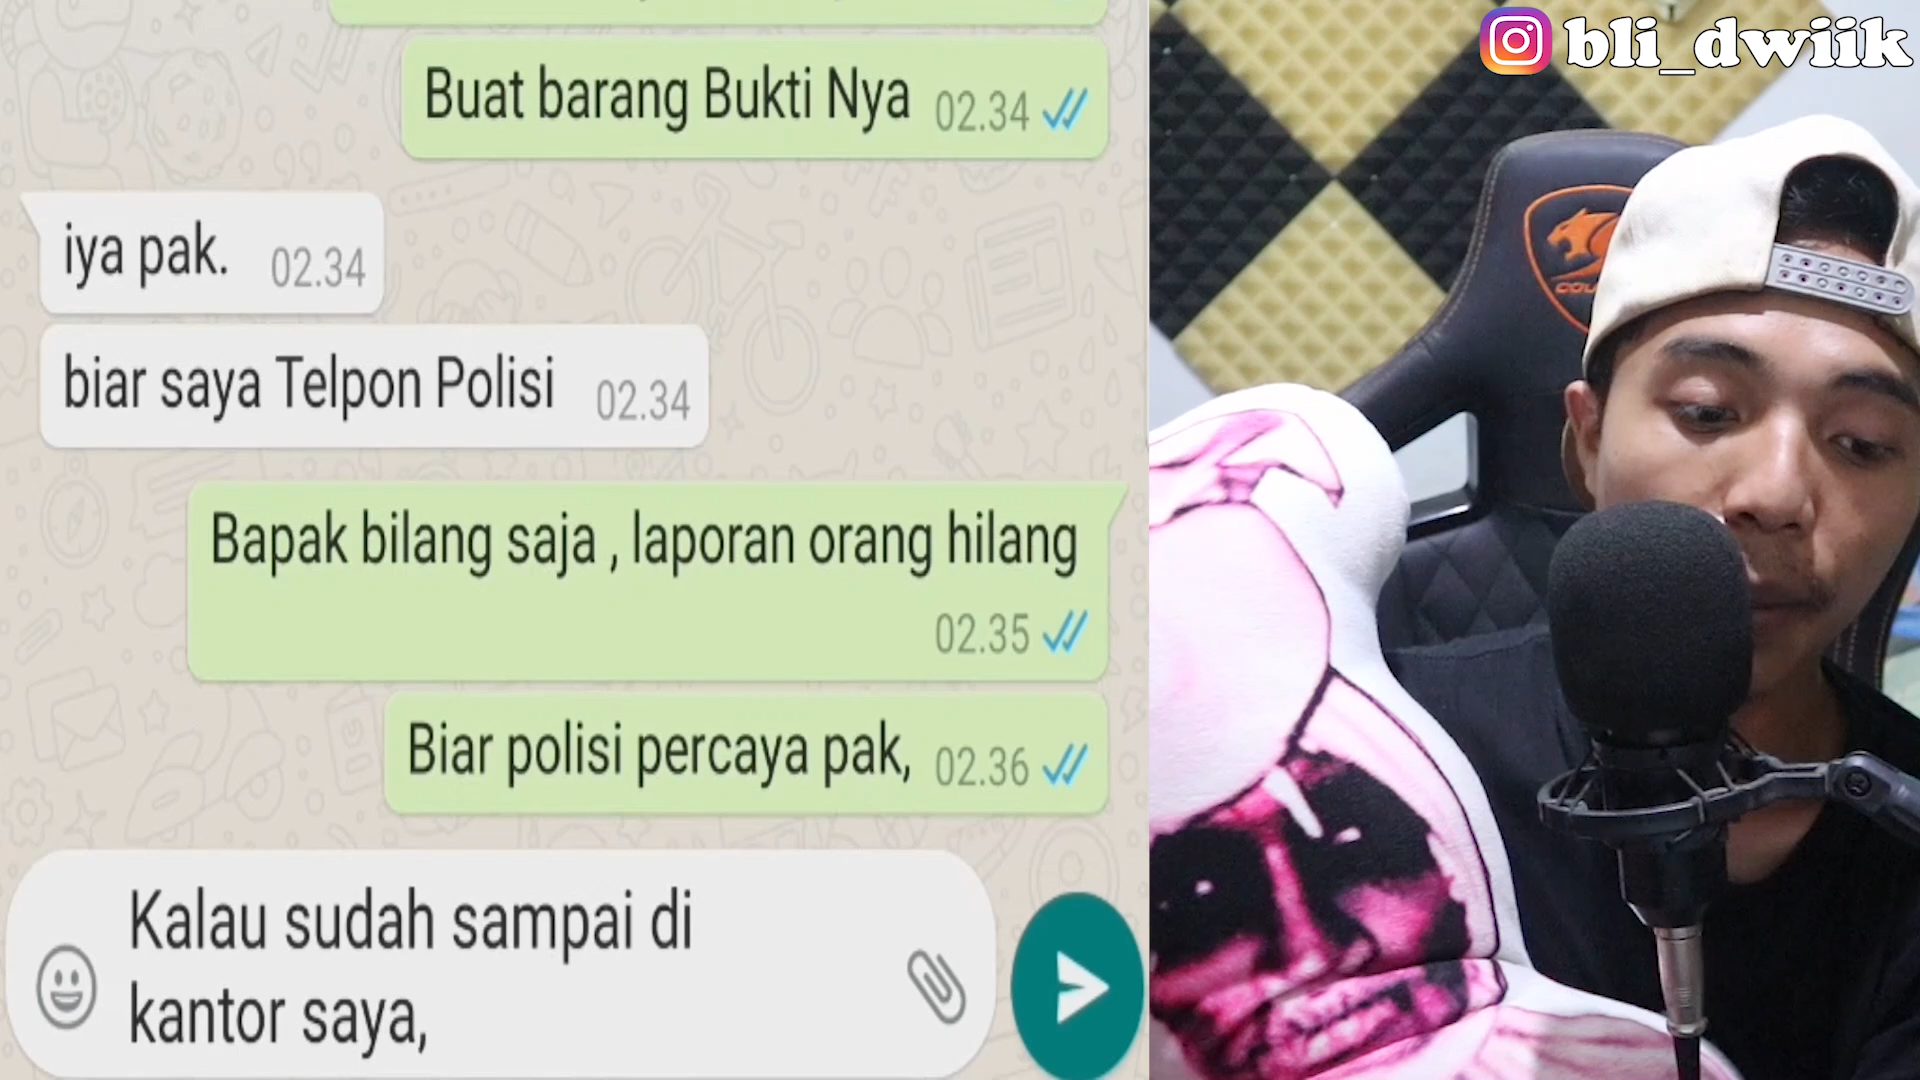 bli_dwiik
Buat barang Bukti Nya 02.34
iya pak. 02.34
biar saya Telpon Polisi 02.34
Bapak bilang saja , laporan orang hilang
02.35
Biar polisi percaya pak, 02.36
Kalau sudah sampai di
kantor saya,